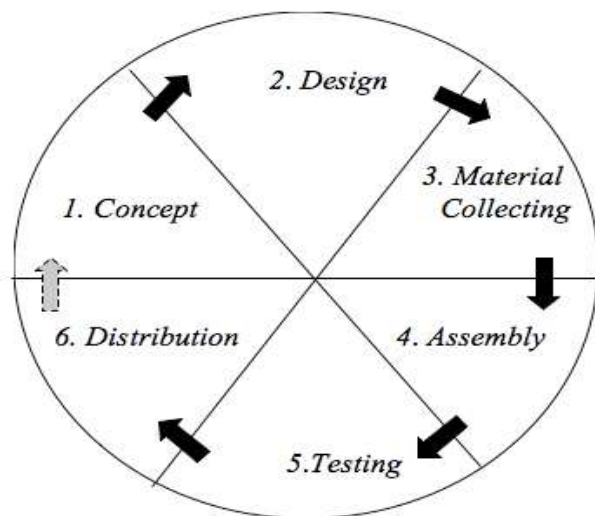 1. Concept
2. Design
3. Material
Collecting
4. Assembly
5.Testing
6. Distribution